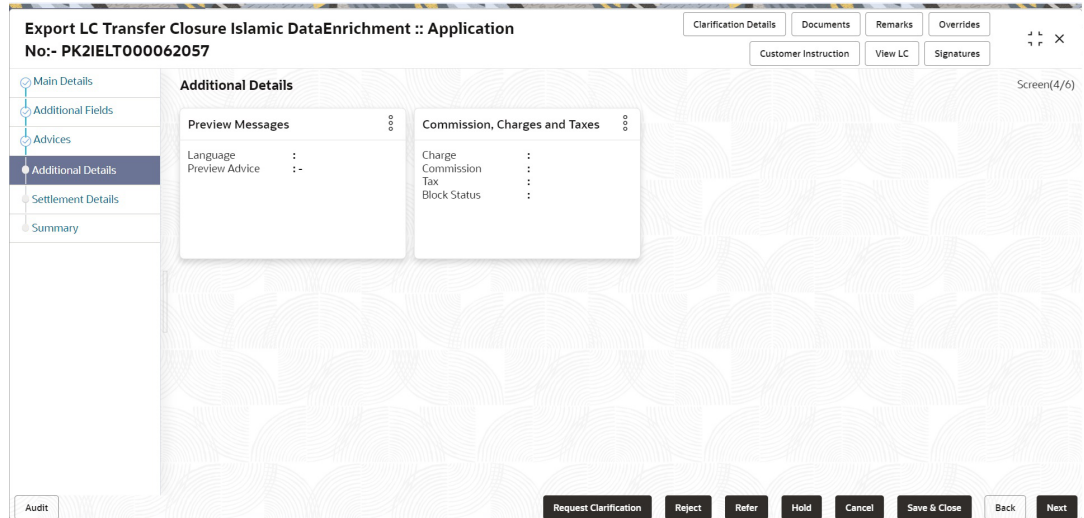 Export LC Transfer Closure Islamic DataEnrichment :: Application
No:- PK2IELT000062057
Clarification Details
Documents
Remarks
Overrides
Customer Instruction
View LC
Signatures
Main Details
Additional Fields
Advices
Additional Details
Settlement Details
Summary
Additional Details
Screen(4/6)
Preview Messages
Language :
Preview Advice : -
Commission, Charges and Taxes
Charge :
Commission :
Tax :
Block Status :
Audit
Request Clarification
Reject
Refer
Hold
Cancel
Save & Close
Back
Next